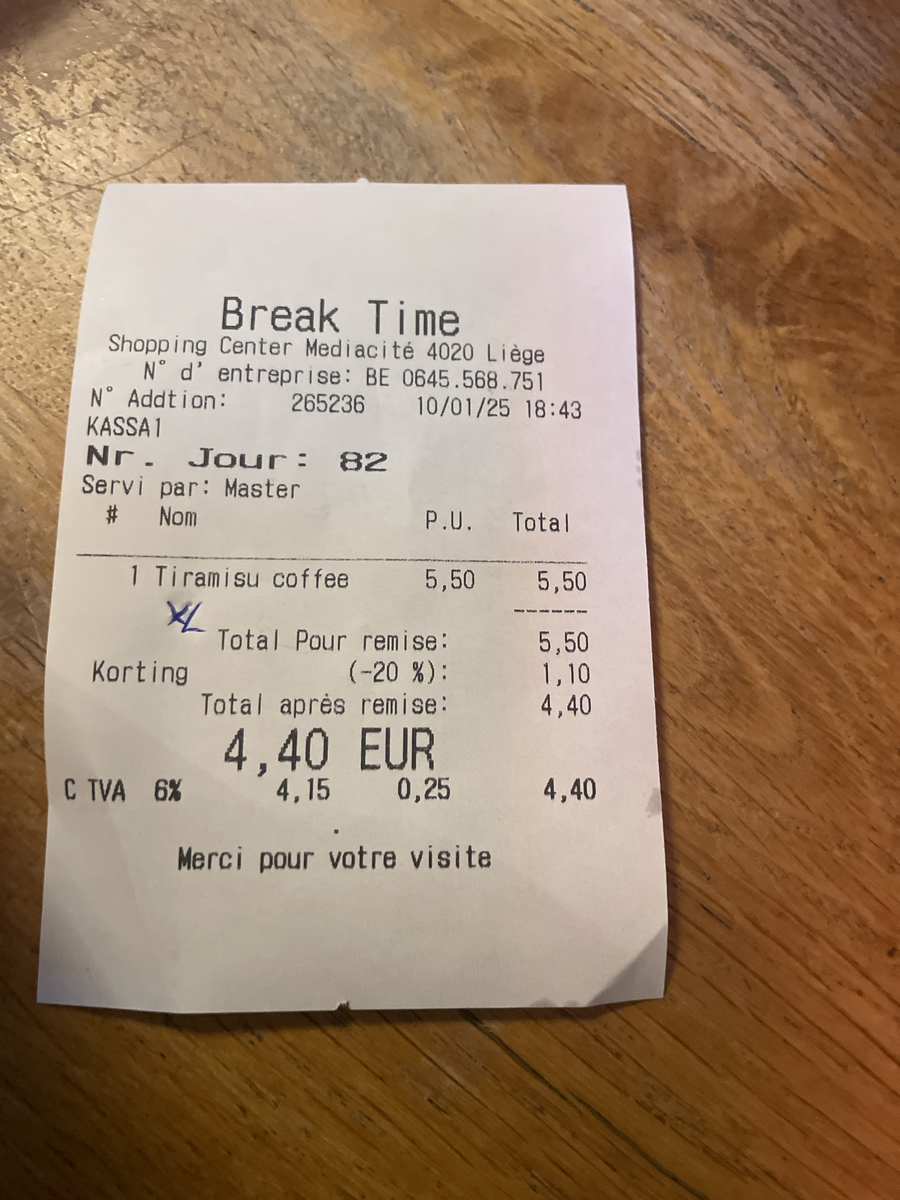 Break Time
Shopping Center Mediacité 4020 Liège
N° d' entreprise: BE 0645.568.751
N° Addtion: 265236 10/01/25 18:43
KASSA1
Nr. Jour: 82
Servi par: Master
# Nom P.U. Total
1 Tiramisu coffee 5,50 5,50
XL
Total Pour remise: 5,50
Korting (-20 %): 1,10
Total après remise: 4,40
4,40 EUR
C TVA 6% 4,15 0,25 4,40
Merci pour votre visite